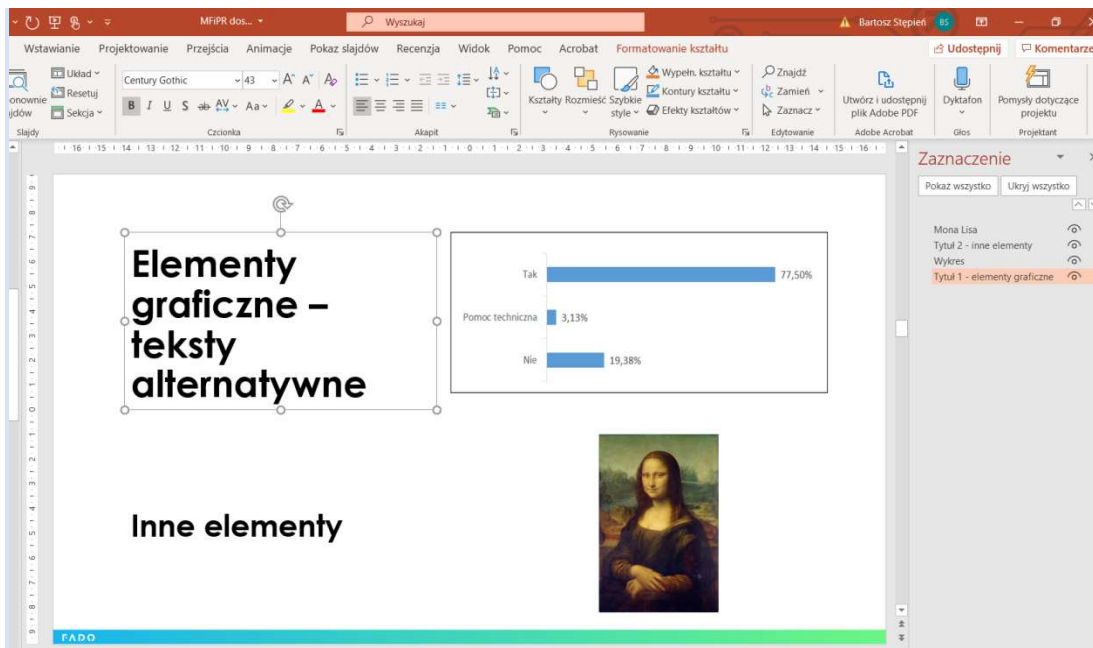 MFiPR dos...
Wyszukaj
Bartosz Stępień BS
Wstawianie Projektowanie Przejścia Animacje Pokaz slajdów Recenzja Widok Pomoc Acrobat Formatowanie kształtu
Udostępnij Komentarze
Układ
Resetuj
Sekcja
Slajdy
Century Gothic 43
Czcionka
Akapit
Kształty Rozmieść Szybkie style
Wypełn. kształtu
Kontury kształtu
Efekty kształtów
Rysowanie
Znajdź
Zamień
Zaznacz
Edytowanie
Utwórz i udostępnij
plik Adobe PDF
Adobe Acrobat
Dyktafon
Głos
Pomysły dotyczące
projektu
Projektant
Zaznaczenie
Pokaż wszystko Ukryj wszystko
Mona Lisa
Tytuł 2 - inne elementy
Wykres
Tytuł 1 - elementy graficzne
Elementy
graficzne –
teksty
alternatywne
Tak 77,50%
Pomoc techniczna 3,13%
Nie 19,38%
Inne elementy
FADO